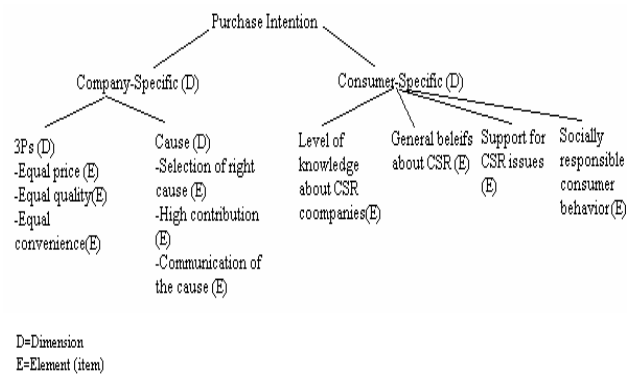 Purchase Intention
Company-Specific (D)
Consumer-Specific (D)
3Ps (D)
-Equal price (E)
-Equal quality(E)
-Equal
convenience(E)
Cause (D)
-Selection of right
cause (E)
-High contribution
(E)
-Communication of
the cause (E)
Level of
knowledge
about CSR
coompanies(E)
General beleifs
about CSR (E)
Support for
CSR issues
(E)
Socially
responsible
consumer
behavior(E)
D=Dimension
E=Element (item)